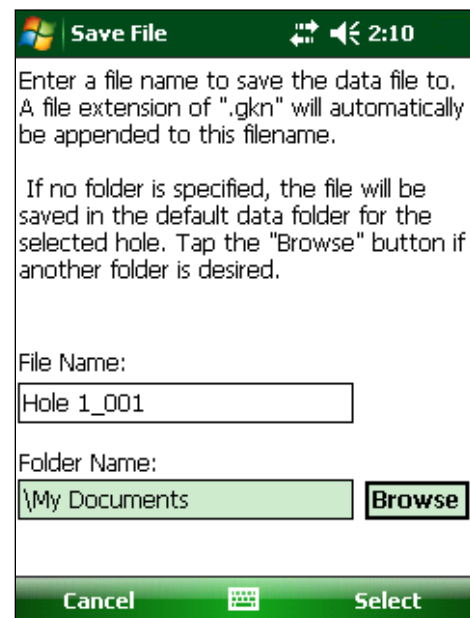 Save File 2:10
Enter a file name to save the data file to.
A file extension of ".gkn" will automatically
be appended to this filename.
If no folder is specified, the file will be
saved in the default data folder for the
selected hole. Tap the "Browse" button if
another folder is desired.
File Name:
Hole 1_001
Folder Name:
\My Documents Browse
Cancel Select